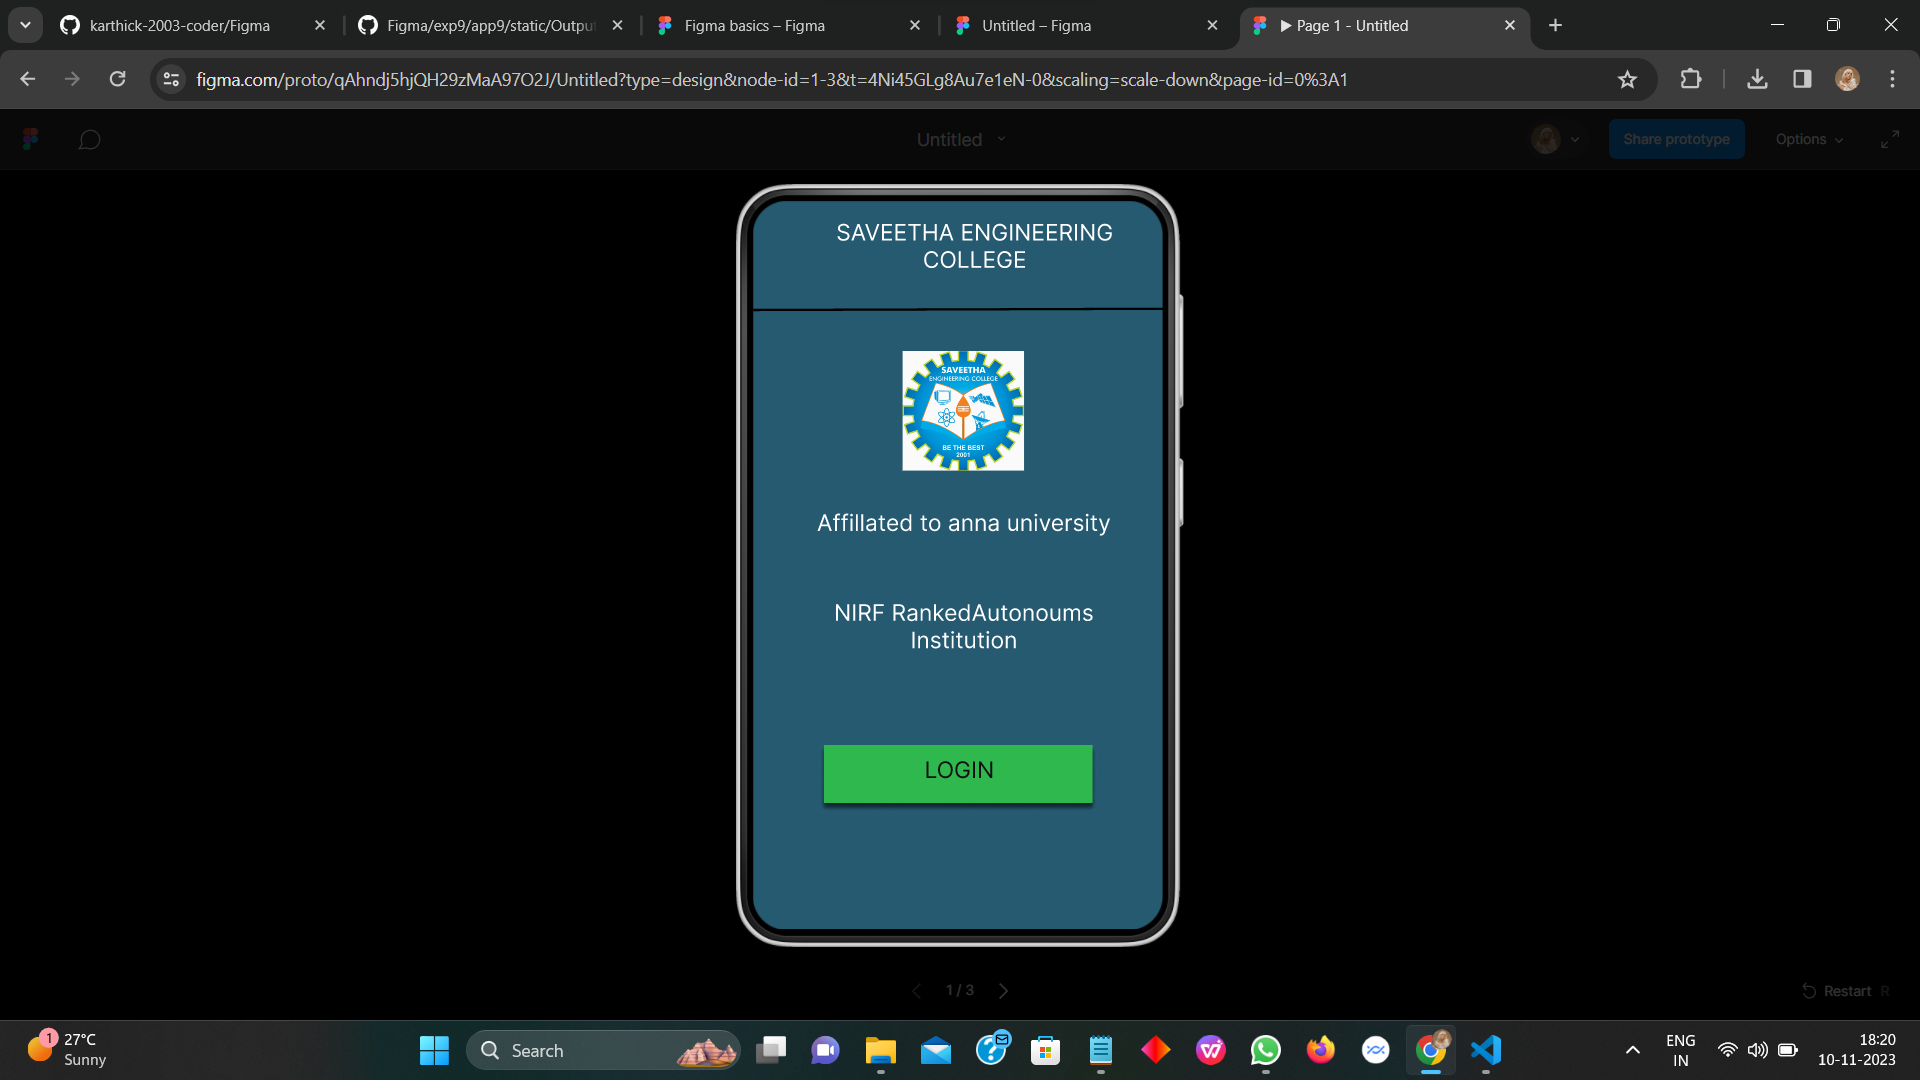 karthick-2003-coder/Figma
Figma/exp9/app9/static/Outpu
Figma basics – Figma
Untitled – Figma
▶ Page 1 - Untitled
figma.com/proto/qAhndj5hjQH29zMaA97O2J/Untitled?type=design&node-id=1-3&t=4Ni45GLg8Au7e1eN-0&scaling=scale-down&page-id=0%3A1
Untitled
Share prototype
Options
SAVEETHA ENGINEERING
COLLEGE
SAVEETHA
ENGINEERING COLLEGE
BE THE BEST
2001
Affillated to anna university
NIRF RankedAutonoums
Institution
LOGIN
1 / 3
Restart R
1
27°C
Sunny
Search
ENG
IN
18:20
10-11-2023